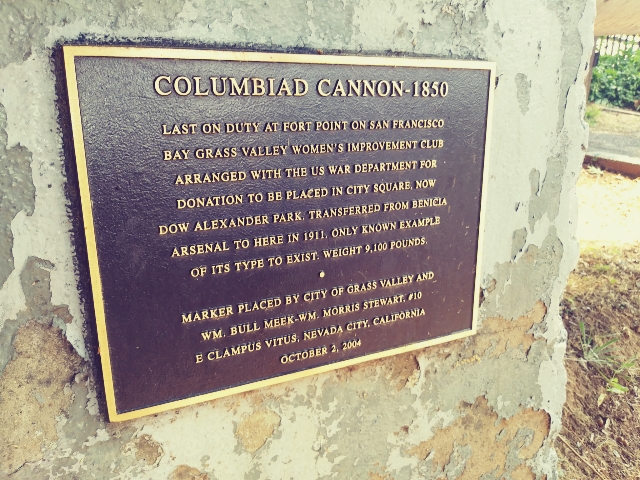 COLUMBIAD CANNON-1850
LAST ON DUTY AT FORT POINT ON SAN FRANCISCO
BAY GRASS VALLEY WOMEN'S IMPROVEMENT CLUB
ARRANGED WITH THE US WAR DEPARTMENT FOR
DONATION TO BE PLACED IN CITY SQUARE, NOW
DOW ALEXANDER PARK. TRANSFERRED FROM BENICIA
ARSENAL TO HERE IN 1911. ONLY KNOWN EXAMPLE
OF ITS TYPE TO EXIST. WEIGHT 9,100 POUNDS.
MARKER PLACED BY CITY OF GRASS VALLEY AND
WM. BULL MEEK-WM. MORRIS STEWART, #10
E CLAMPUS VITUS, NEVADA CITY, CALIFORNIA
OCTOBER 2, 2004